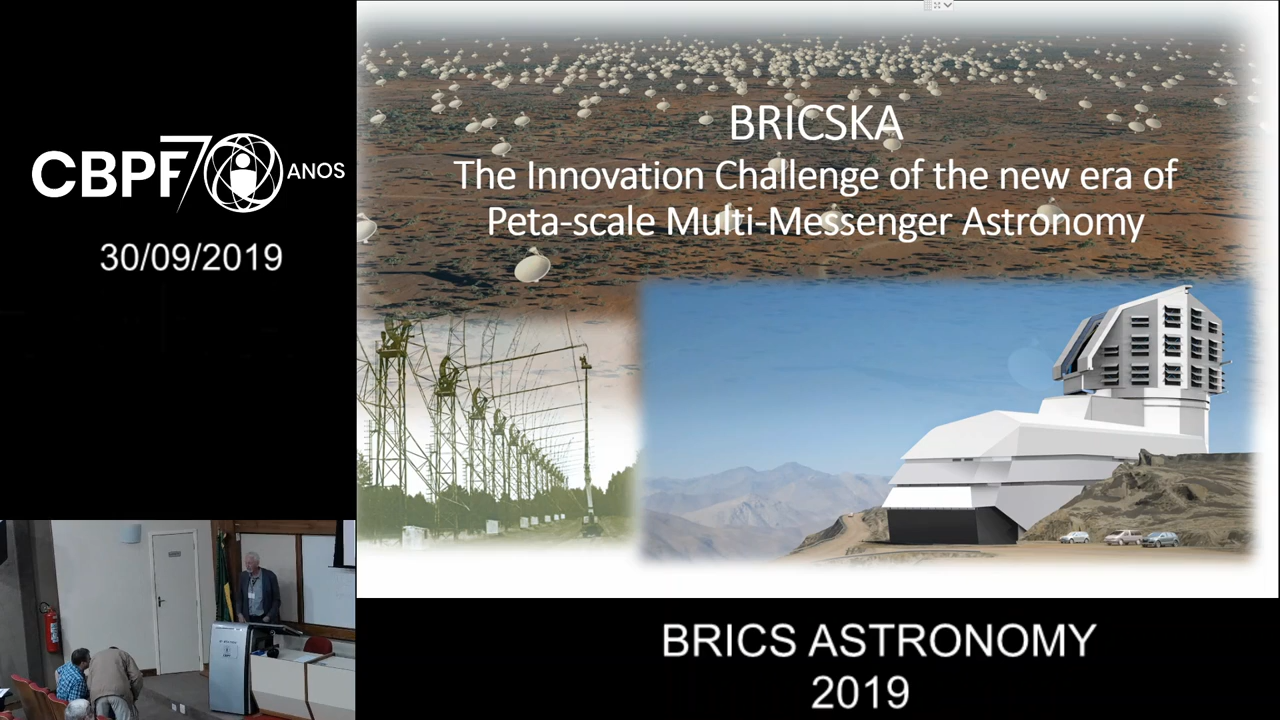 CBPF70 ANOS
30/09/2019
BRICSKA
The Innovation Challenge of the new era of
Peta-scale Multi-Messenger Astronomy
BRICS ASTRONOMY
2019